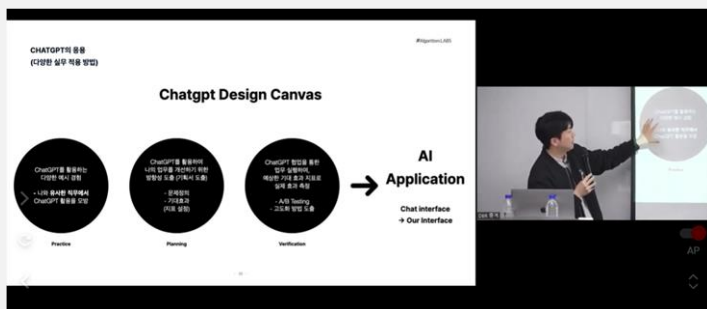 CHATGPT의 응용
(다양한 실무 적용 방법)
Chatgpt Design Canvas
ChatGPT를 활용하는
다양한 예시 경험
- 나와 유사한 직무에서
ChatGPT 활용을 모방
Practice
ChatGPT를 활용하여
나의 업무를 개선하기 위한
방향성 도출 (기획서 도출)
- 문제정의
- 기대효과
(지표 설정)
Planning
ChatGPT 협업을 통한
업무 실행하여,
예상한 기대 효과 지표로
실제 효과 측정
- A/B Testing
- 고도화 방법 도출
Verification
AI
Application
Chat interface
→ Our Interface
AP